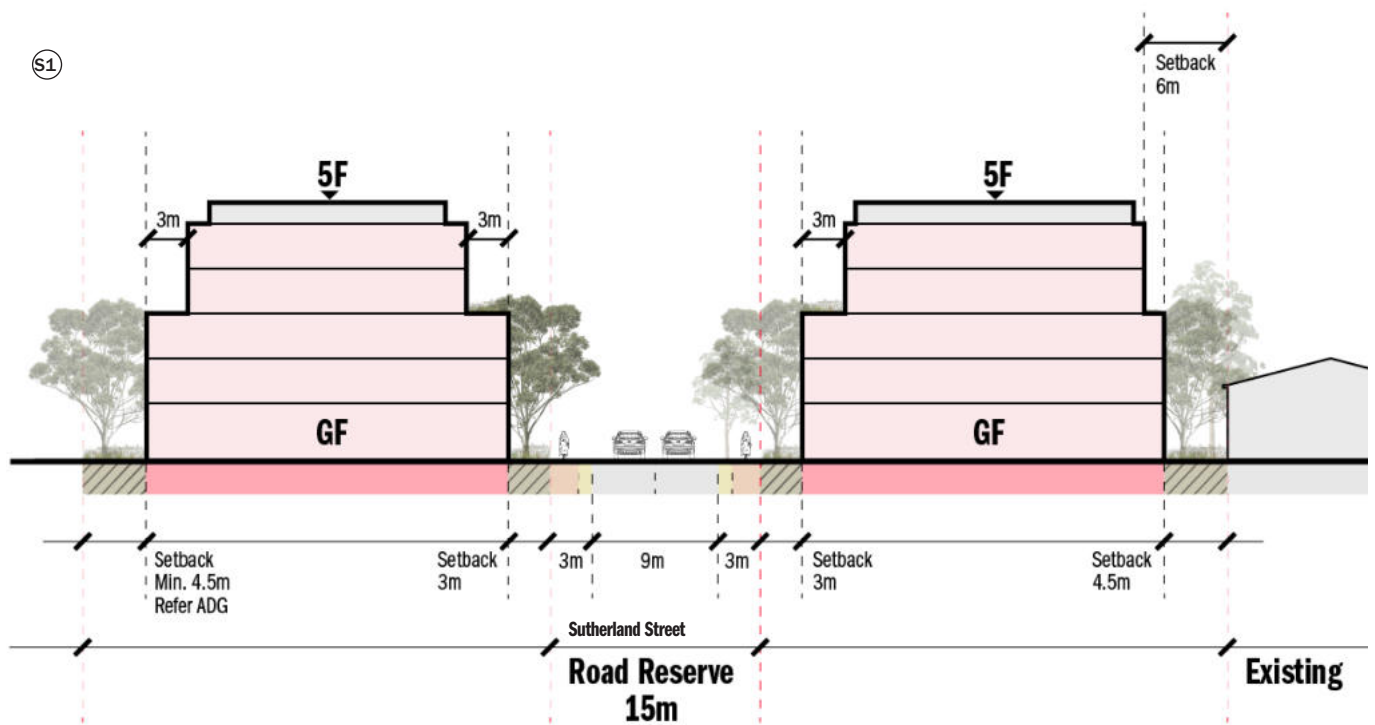 S1
Setback
6m
5F
5F
3m
3m
3m
GF
GF
Setback
Min. 4.5m
Refer ADG
Setback
3m
3m
9m
3m
Setback
3m
Setback
4.5m
Sutherland Street
Road Reserve
15m
Existing